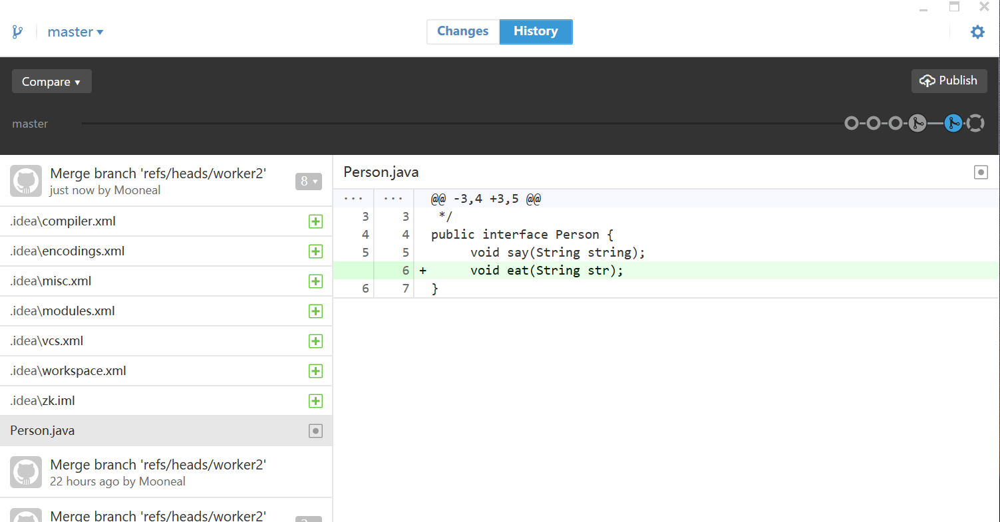 master
Changes
History
Compare
Publish
master
Merge branch 'refs/heads/worker2'
just now by Mooneal
8
.idea\compiler.xml
.idea\encodings.xml
.idea\misc.xml
.idea\modules.xml
.idea\vcs.xml
.idea\workspace.xml
.idea\zk.iml
Person.java
Merge branch 'refs/heads/worker2'
22 hours ago by Mooneal
Merge branch 'refs/heads/worker2'
Person.java
... ... @@ -3,4 +3,5 @@
3 3 */
4 4 public interface Person {
5 5 void say(String string);
6 + void eat(String str);
6 7 }